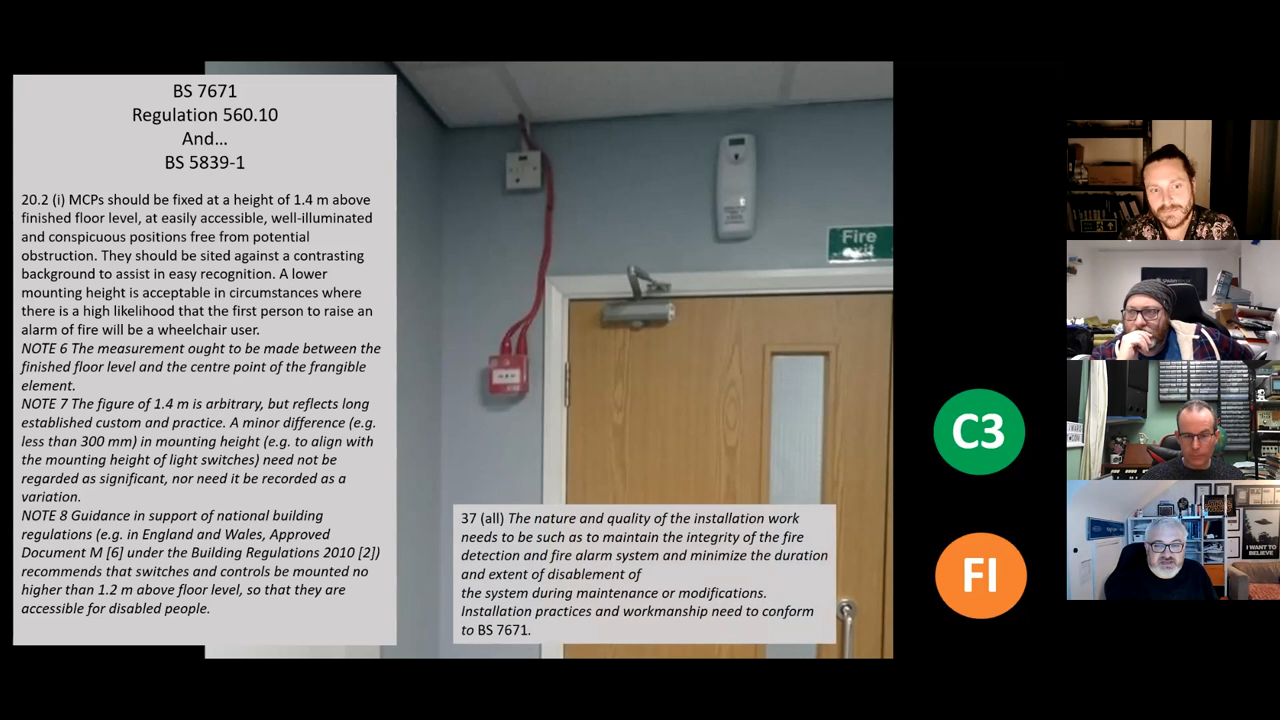 BS 7671
Regulation 560.10
And...
BS 5839-1
20.2 (i) MCPs should be fixed at a height of 1.4 m above
finished floor level, at easily accessible, well-illuminated
and conspicuous positions free from potential
obstruction. They should be sited against a contrasting
background to assist in easy recognition. A lower
mounting height is acceptable in circumstances where
there is a high likelihood that the first person to raise an
alarm of fire will be a wheelchair user.
NOTE 6 The measurement ought to be made between the
finished floor level and the centre point of the frangible
element.
NOTE 7 The figure of 1.4 m is arbitrary, but reflects long
established custom and practice. A minor difference (e.g.
less than 300 mm) in mounting height (e.g. to align with
the mounting height of light switches) need not be
regarded as significant, nor need it be recorded as a
variation.
NOTE 8 Guidance in support of national building
regulations (e.g. in England and Wales, Approved
Document M [6] under the Building Regulations 2010 [2])
recommends that switches and controls be mounted no
higher than 1.2 m above floor level, so that they are
accessible for disabled people.
Fire
exit
37 (all) The nature and quality of the installation work
needs to be such as to maintain the integrity of the fire
detection and fire alarm system and minimize the duration
and extent of disablement of
the system during maintenance or modifications.
Installation practices and workmanship need to conform
to BS 7671.
C3
FI
I WANT TO
BELIEVE